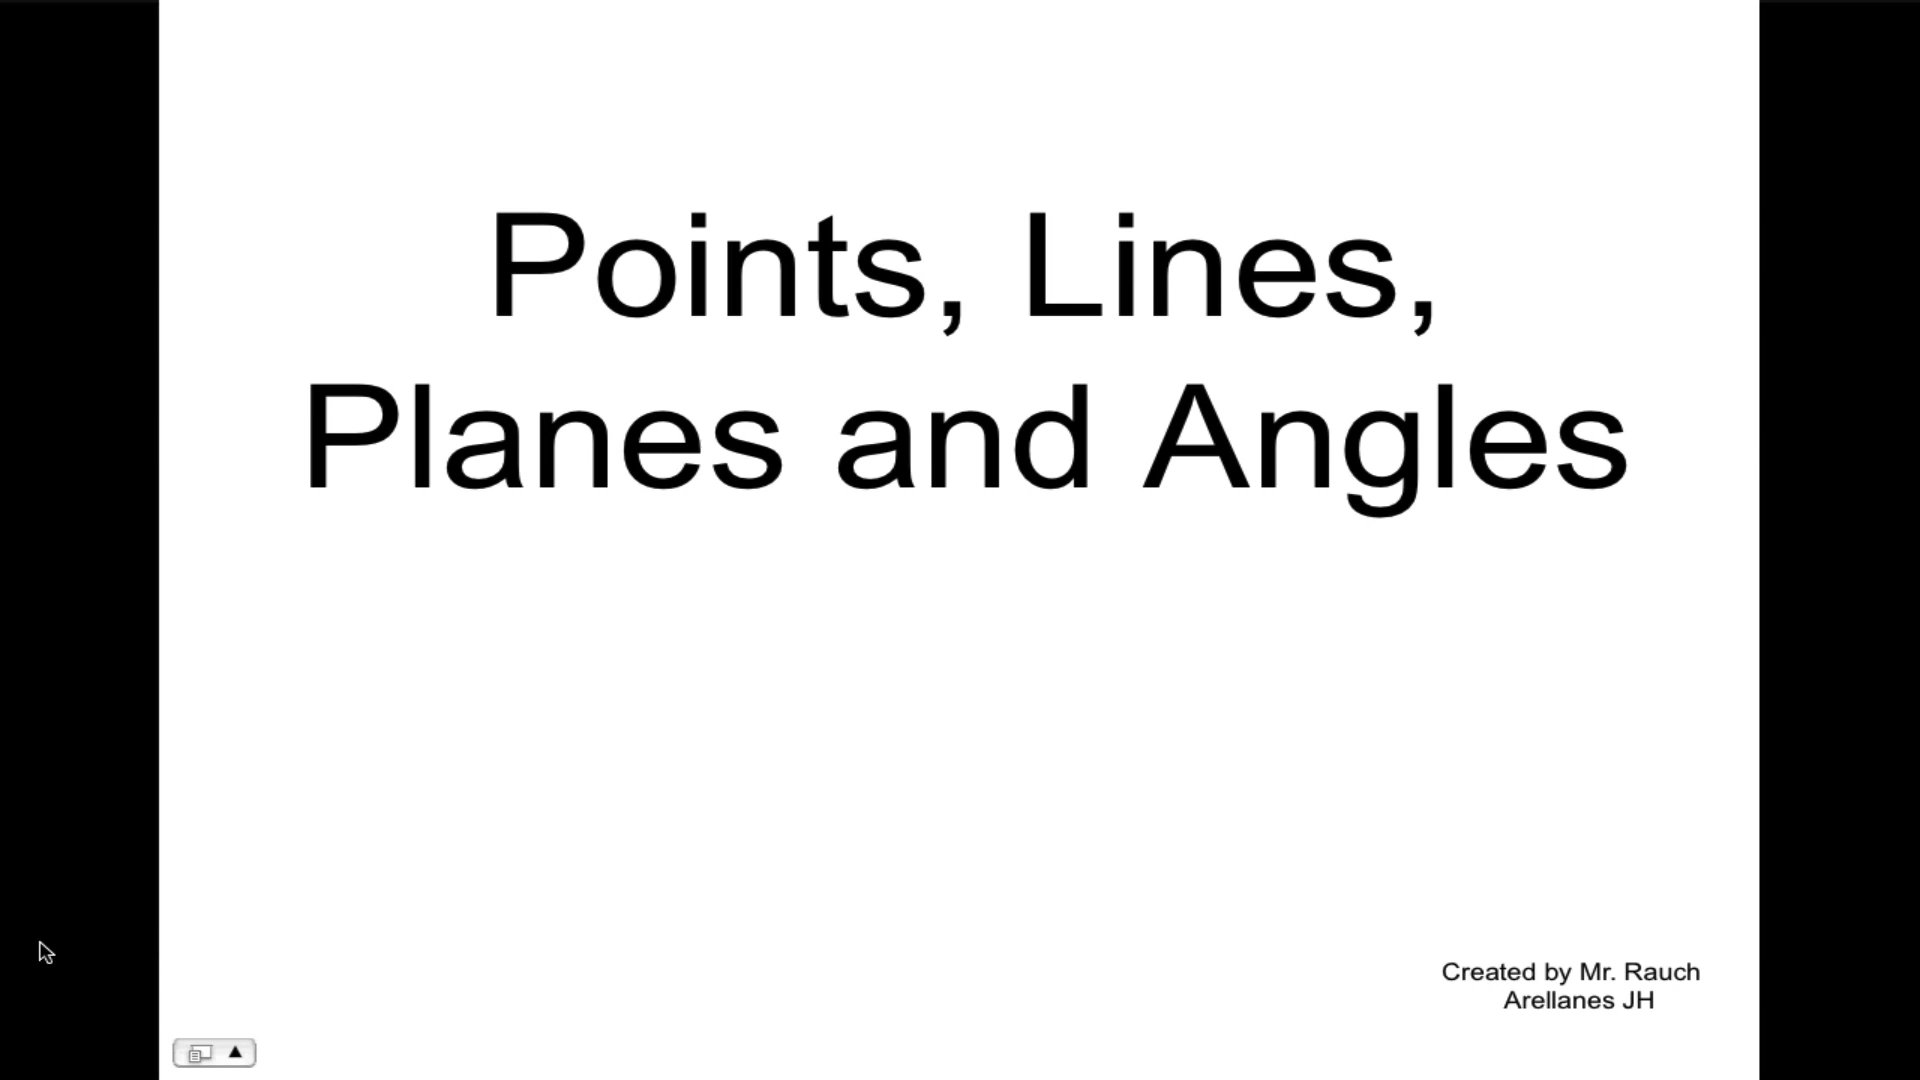 Points, Lines,
Planes and Angles
Created by Mr. Rauch
Arellanes JH